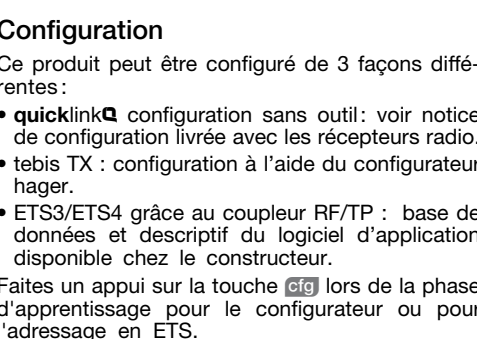 Configuration
Ce produit peut être configuré de 3 façons diffé-
rentes :
• quicklink configuration sans outil : voir notice
de configuration livrée avec les récepteurs radio.
• tebis TX : configuration à l'aide du configurateur
hager.
• ETS3/ETS4 grâce au coupleur RF/TP : base de
données et descriptif du logiciel d'application
disponible chez le constructeur.
Faites un appui sur la touche cfg lors de la phase
d'apprentissage pour le configurateur ou pour
l'adressage en ETS.